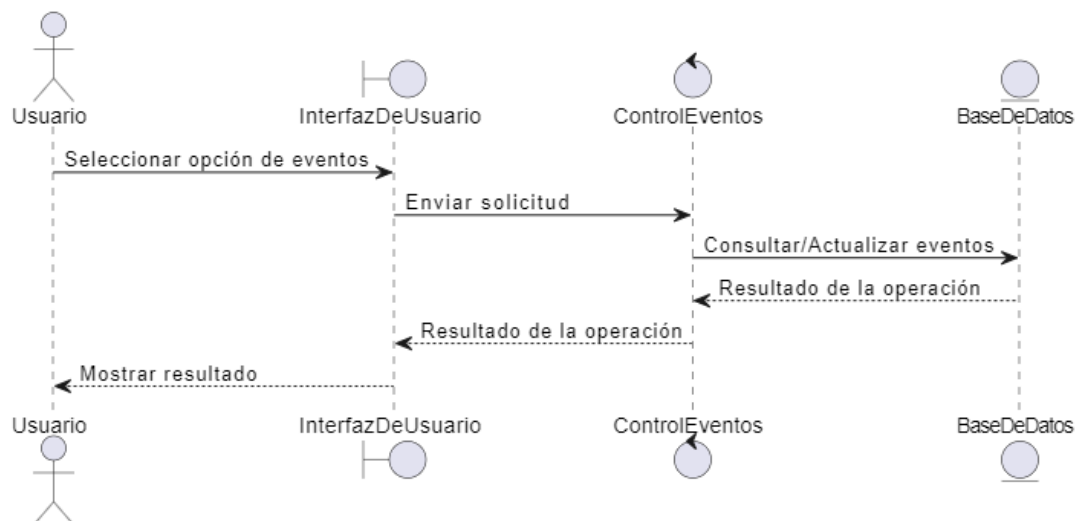 Usuario InterfazDeUsuario ControlEventos BaseDeDatos
Seleccionar opción de eventos
Enviar solicitud
Consultar/Actualizar eventos
Resultado de la operación
Resultado de la operación
Mostrar resultado
Usuario InterfazDeUsuario ControlEventos BaseDeDatos